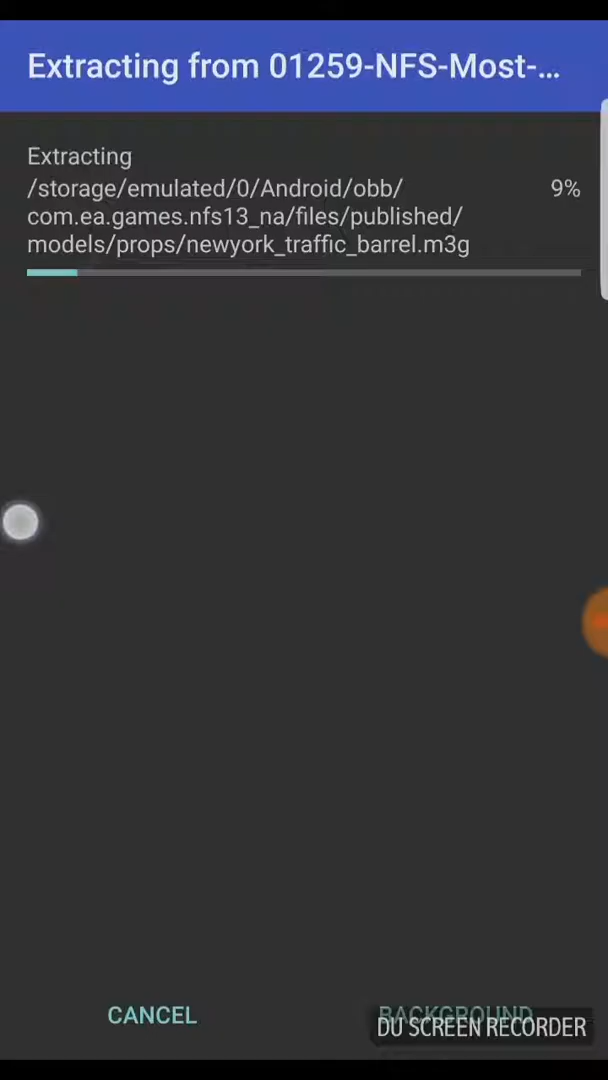 Extracting from 01259-NFS-Most-...
Extracting
/storage/emulated/0/Android/obb/ 9%
com.ea.games.nfs13_na/files/published/
models/props/newyork_traffic_barrel.m3g
CANCEL BACKGROUND
DU SCREEN RECORDER